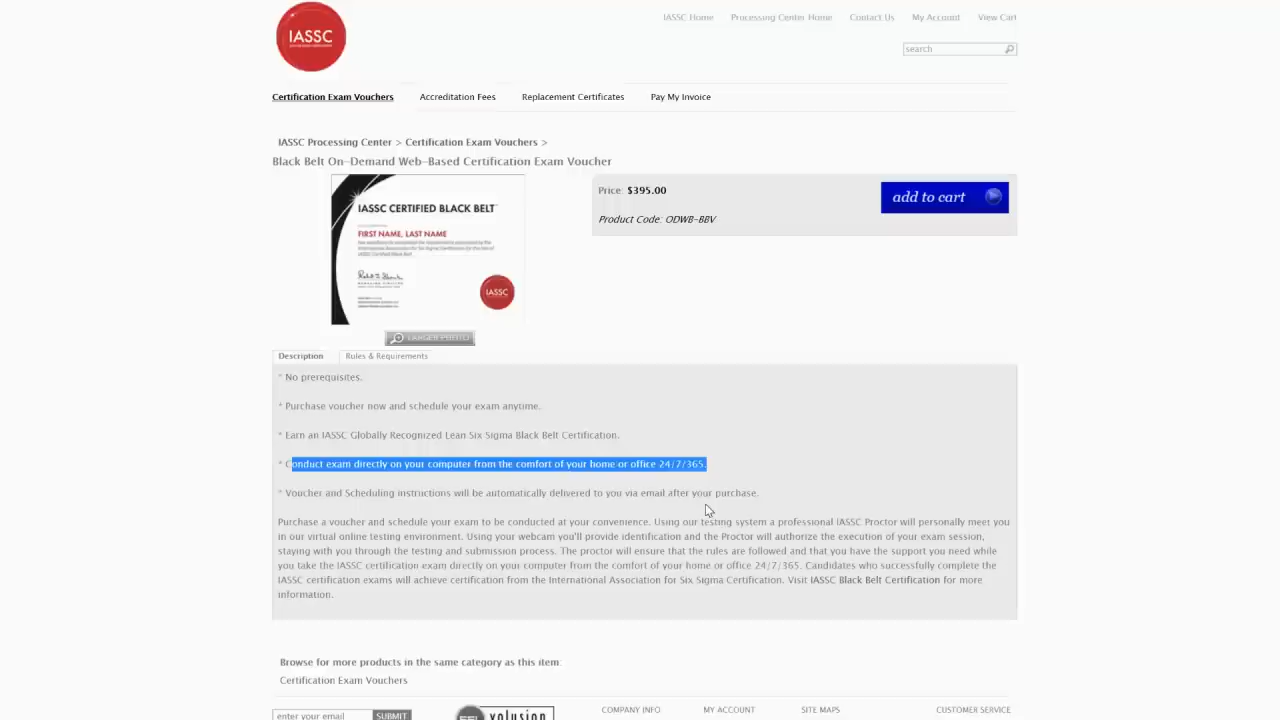 IASSC
IASSC Home Processing Center Home Contact Us My Account View Cart
search
Certification Exam Vouchers Accreditation Fees Replacement Certificates Pay My Invoice
IASSC Processing Center > Certification Exam Vouchers >
Black Belt On-Demand Web-Based Certification Exam Voucher
IASSC CERTIFIED BLACK BELT
FIRST NAME, LAST NAME
IASSC
Price: $395.00
add to cart
Product Code: ODWB-BBV
LARGER PHOTO
Description Rules & Requirements
* No prerequisites.
* Purchase voucher now and schedule your exam anytime.
* Earn an IASSC Globally Recognized Lean Six Sigma Black Belt Certification.
* Conduct exam directly on your computer from the comfort of your home or office 24/7/365.
* Voucher and Scheduling instructions will be automatically delivered to you via email after your purchase.
Purchase a voucher and schedule your exam to be conducted at your convenience. Using our testing system a professional IASSC Proctor will personally meet you
in our virtual online testing environment. Using your webcam you'll provide identification and the Proctor will authorize the execution of your exam session,
staying with you through the testing and submission process. The proctor will ensure that the rules are followed and that you have the support you need while
you take the IASSC certification exam directly on your computer from the comfort of your home or office 24/7/365. Candidates who successfully complete the
IASSC certification exams will achieve certification from the International Association for Six Sigma Certification. Visit IASSC Black Belt Certification for more
information.
Browse for more products in the same category as this item:
Certification Exam Vouchers
enter your email SUBMIT
volusion
COMPANY INFO MY ACCOUNT SITE MAPS CUSTOMER SERVICE